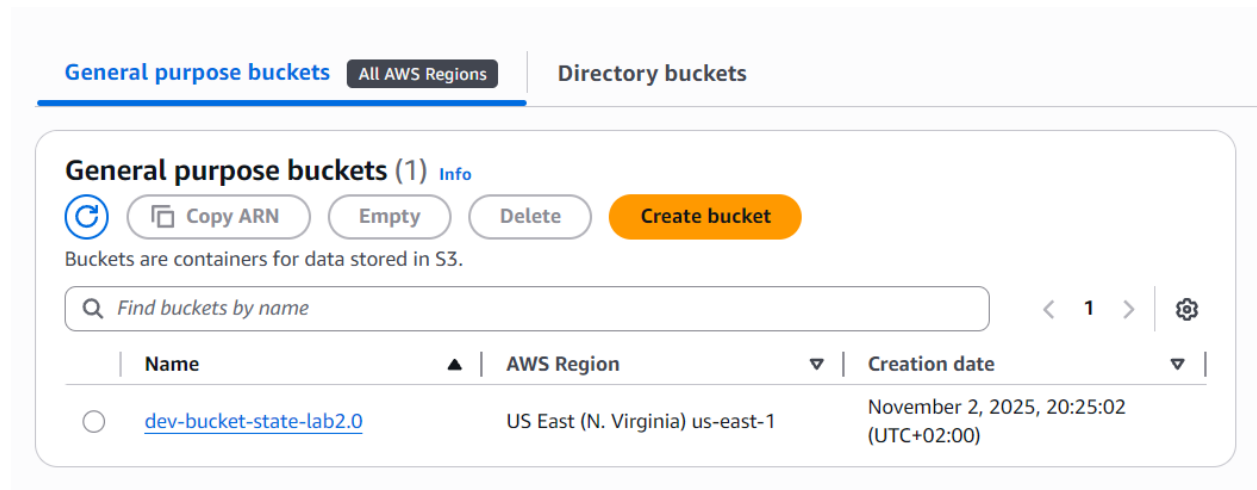 General purpose buckets All AWS Regions Directory buckets
General purpose buckets (1) Info
Copy ARN Empty Delete Create bucket
Buckets are containers for data stored in S3.
Find buckets by name 1
Name AWS Region Creation date
dev-bucket-state-lab2.0 US East (N. Virginia) us-east-1 November 2, 2025, 20:25:02
(UTC+02:00)